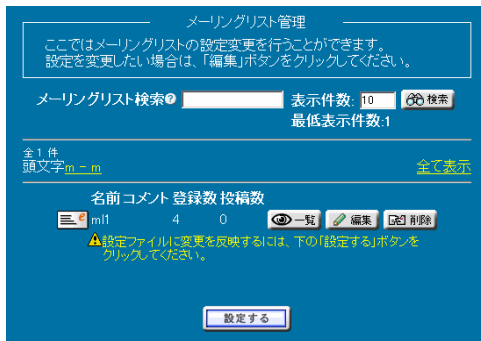 メーリングリスト管理
ここではメーリングリストの設定変更を行うことができます。
設定を変更したい場合は、「編集」ボタンをクリックしてください。
メーリングリスト検索? 表示件数: 10 検索
最低表示件数:1
全1件
頭文字m - m 全て表示
名前 コメント 登録数 投稿数
ml1 4 0 一覧 編集 削除
設定ファイルに変更を反映するには、下の「設定する」ボタンを
クリックしてください。
設定する